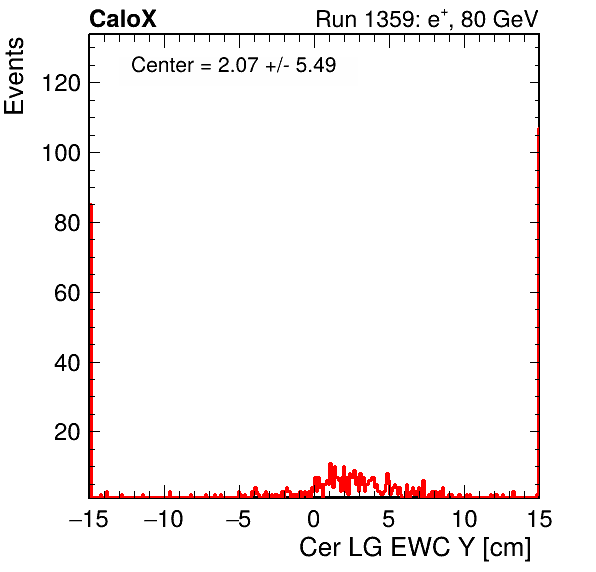 CaloX Run 1359: e⁺, 80 GeV
Center = 2.07 +/- 5.49
Events
120
100
80
60
40
20
−15 −10 −5 0 5 10 15
Cer LG EWC Y [cm]